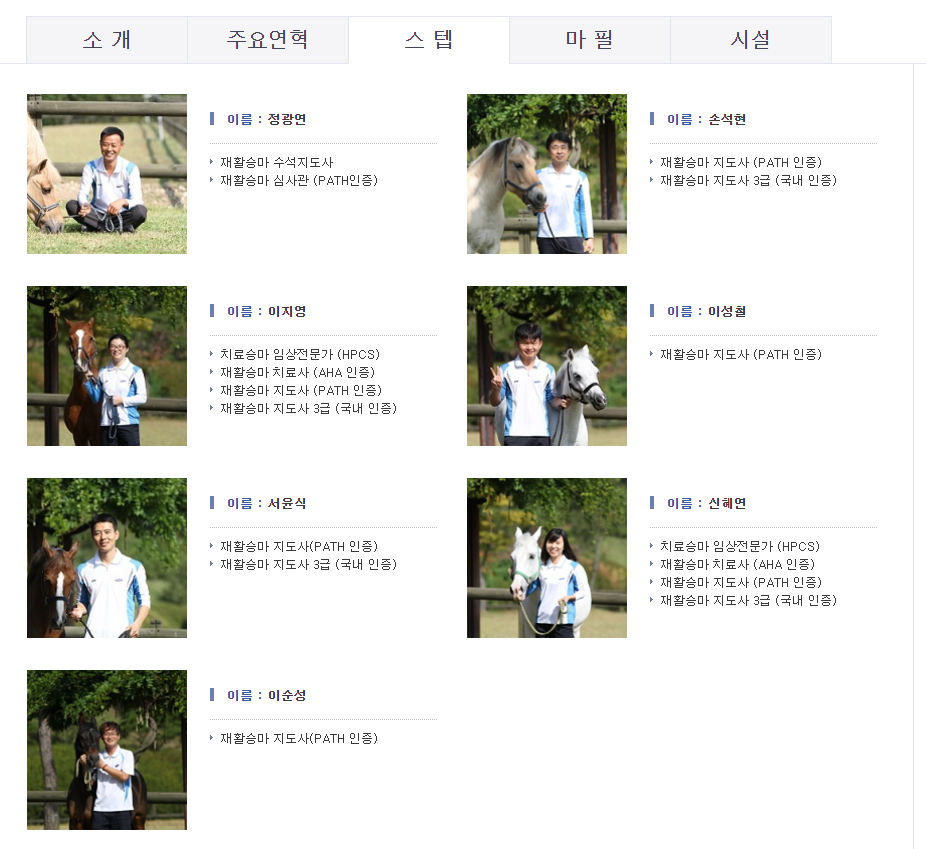 소 개
주요연혁
스 텝
마 필
시설
이름 : 정광연
재활승마 수석지도사
재활승마 심사관 (PATH인증)
이름 : 손석현
재활승마 지도사 (PATH 인증)
재활승마 지도사 3급 (국내 인증)
이름 : 이지영
치료승마 임상전문가 (HPCS)
재활승마 치료사 (AHA 인증)
재활승마 지도사 (PATH 인증)
재활승마 지도사 3급 (국내 인증)
이름 : 이성철
재활승마 지도사 (PATH 인증)
이름 : 서윤식
재활승마 지도사(PATH 인증)
재활승마 지도사 3급 (국내 인증)
이름 : 신혜연
치료승마 임상전문가 (HPCS)
재활승마 치료사 (AHA 인증)
재활승마 지도사 (PATH 인증)
재활승마 지도사 3급 (국내 인증)
이름 : 이순성
재활승마 지도사(PATH 인증)